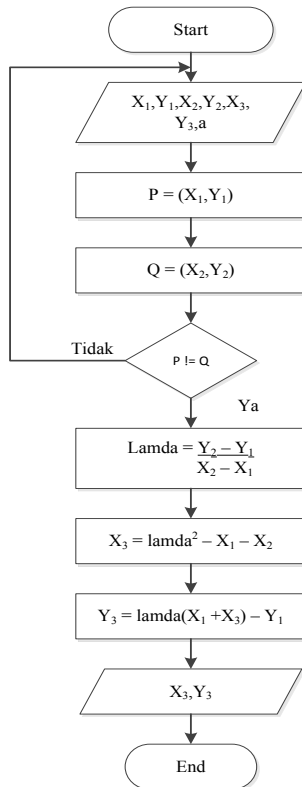 Start
X₁,Y₁,X₂,Y₂,X₃,
Y₃,a
P = (X₁,Y₁)
Q = (X₂,Y₂)
P != Q
Tidak
Ya
Lamda = Y₂ – Y₁
X₂ – X₁
X₃ = lamda² – X₁ – X₂
Y₃ = lamda(X₁ +X₃) – Y₁
X₃,Y₃
End